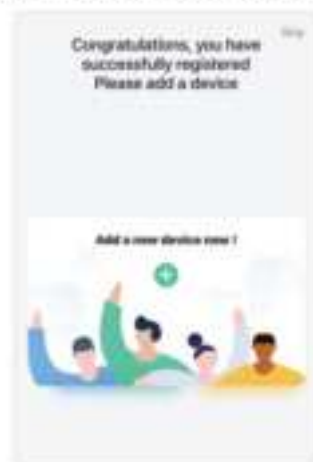 Congratulations, you have
successfully registered
Please add a device
Add a new device now !